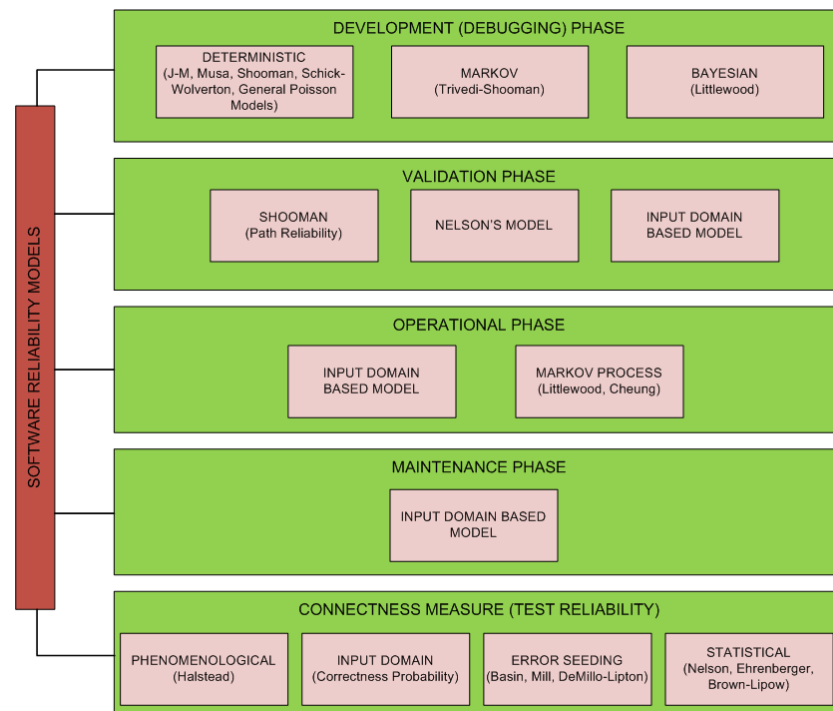 SOFTWARE RELIABILITY MODELS
DEVELOPMENT (DEBUGGING) PHASE
DETERMINISTIC
(J-M, Musa, Shooman, Schick-
Wolverton, General Poisson
Models)
MARKOV
(Trivedi-Shooman)
BAYESIAN
(Littlewood)
VALIDATION PHASE
SHOOMAN
(Path Reliability)
NELSON'S MODEL
INPUT DOMAIN
BASED MODEL
OPERATIONAL PHASE
INPUT DOMAIN
BASED MODEL
MARKOV PROCESS
(Littlewood, Cheung)
MAINTENANCE PHASE
INPUT DOMAIN BASED
MODEL
CONNECTNESS MEASURE (TEST RELIABILITY)
PHENOMENOLOGICAL
(Halstead)
INPUT DOMAIN
(Correctness Probability)
ERROR SEEDING
(Basin, Mill, DeMillo-Lipton)
STATISTICAL
(Nelson, Ehrenberger,
Brown-Lipow)